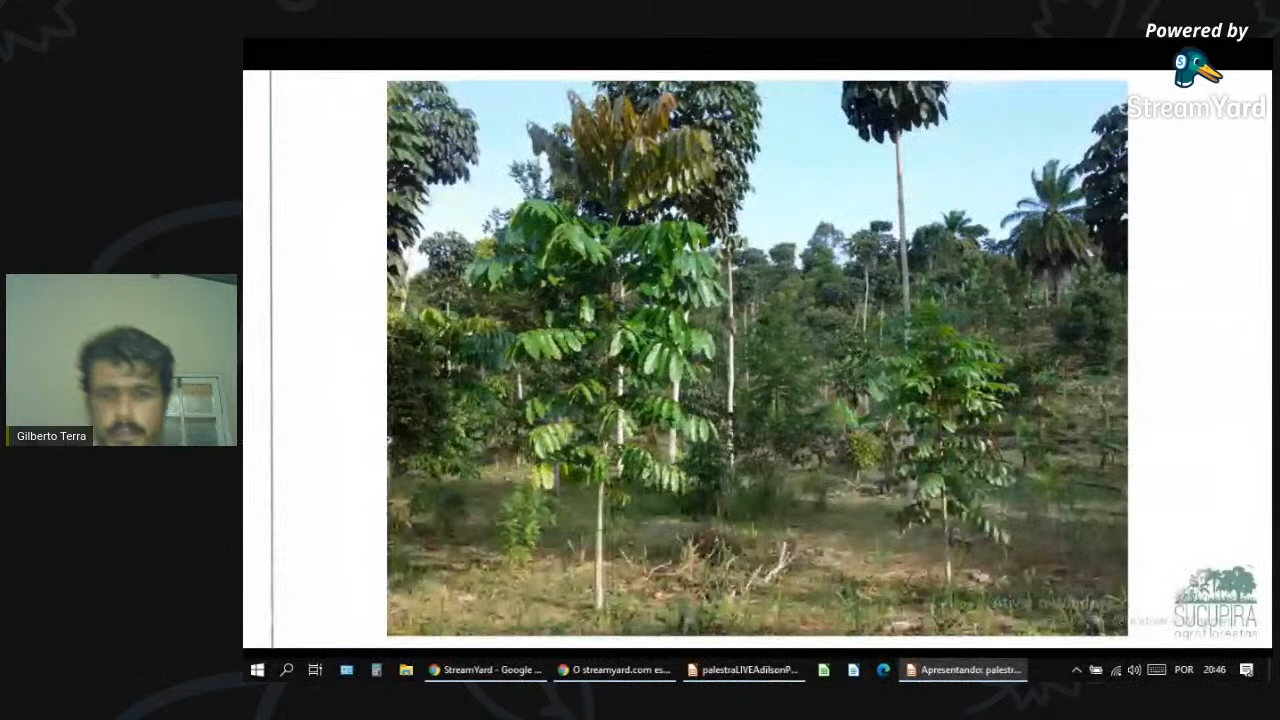 Powered by
StreamYard
Gilberto Terra
SUCUPIRA
agroflorestas
StreamYard - Google ...
O streamyard.com es...
palestraLIVEAdilsonP...
Apresentando: palestr...
POR
20:46